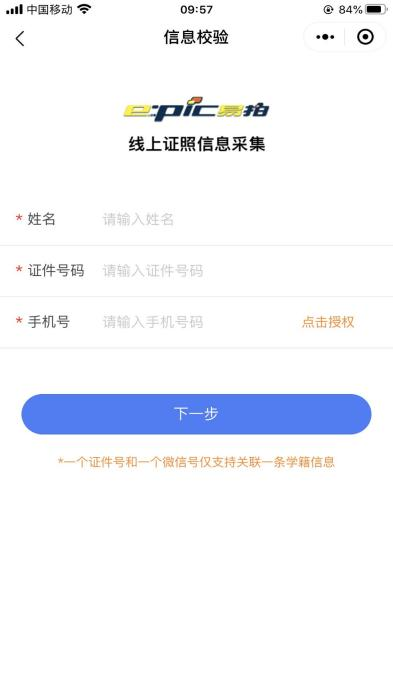 中国移动 09:57 84%
信息校验
e:pic易拍
线上证照信息采集
* 姓名 请输入姓名
* 证件号码 请输入证件号码
* 手机号 请输入手机号码 点击授权
下一步
*一个证件号和一个微信号仅支持关联一条学籍信息